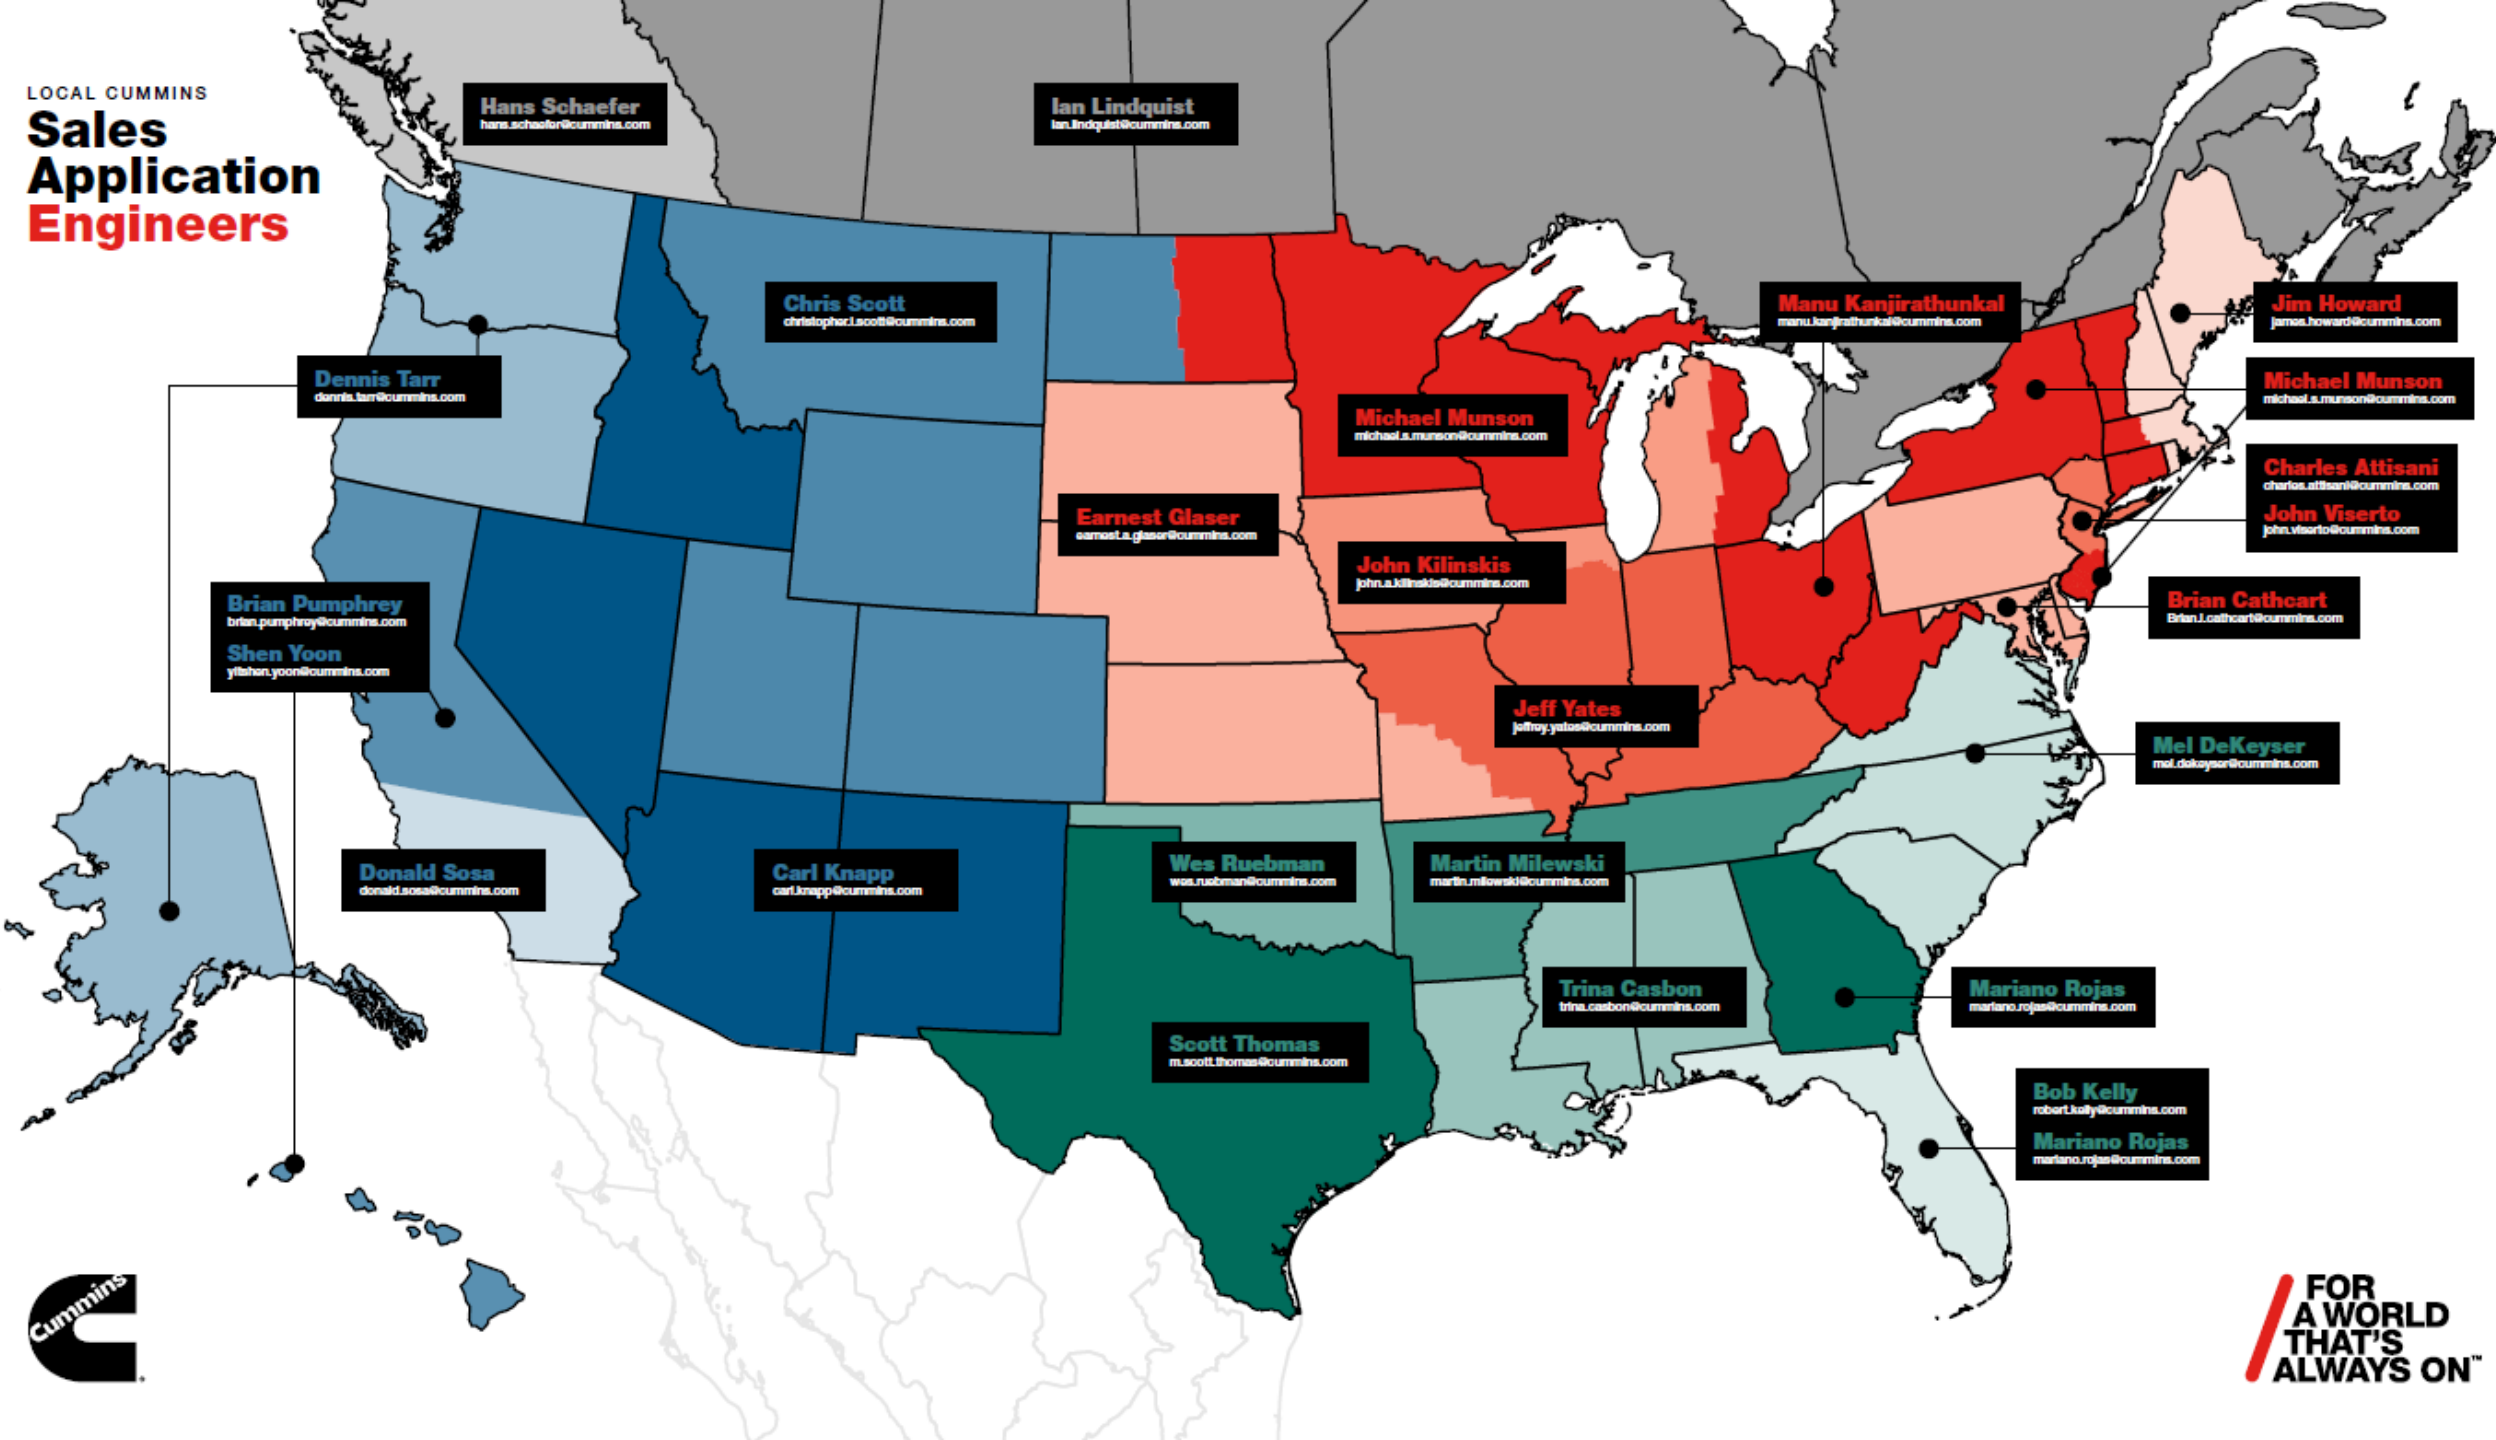 LOCAL CUMMINS
Sales
Application
Engineers
Hans Schaefer
hans.schaefer@cummins.com
Ian Lindquist
ian.lindquist@cummins.com
Chris Scott
christopher.l.scott@cummins.com
Manu Kanjirathunkal
manu.kanjirathunkal@cummins.com
Jim Howard
james.howard@cummins.com
Dennis Tarr
dennis.tarr@cummins.com
Michael Munson
michael.s.munson@cummins.com
Michael Munson
michael.s.munson@cummins.com
Charles Attisani
charles.attisani@cummins.com
John Viserto
john.viserto@cummins.com
Earnest Glaser
earnest.a.glaser@cummins.com
John Kilinskis
john.a.kilinskis@cummins.com
Brian Pumphrey
brian.pumphrey@cummins.com
Shen Yoon
yitshen.yoon@cummins.com
Brian Cathcart
Brian.l.cathcart@cummins.com
Jeff Yates
jeffrey.yates@cummins.com
Mel DeKeyser
mel.dekeyser@cummins.com
Donald Sosa
donald.sosa@cummins.com
Carl Knapp
carl.knapp@cummins.com
Wes Ruebman
wes.ruebman@cummins.com
Martin Milewski
martin.milewski@cummins.com
Trina Casbon
trina.casbon@cummins.com
Mariano Rojas
mariano.rojas@cummins.com
Scott Thomas
m.scott.thomas@cummins.com
Bob Kelly
robert.kelly@cummins.com
Mariano Rojas
mariano.rojas@cummins.com
Cummins
FOR
A WORLD
THAT'S
ALWAYS ON™